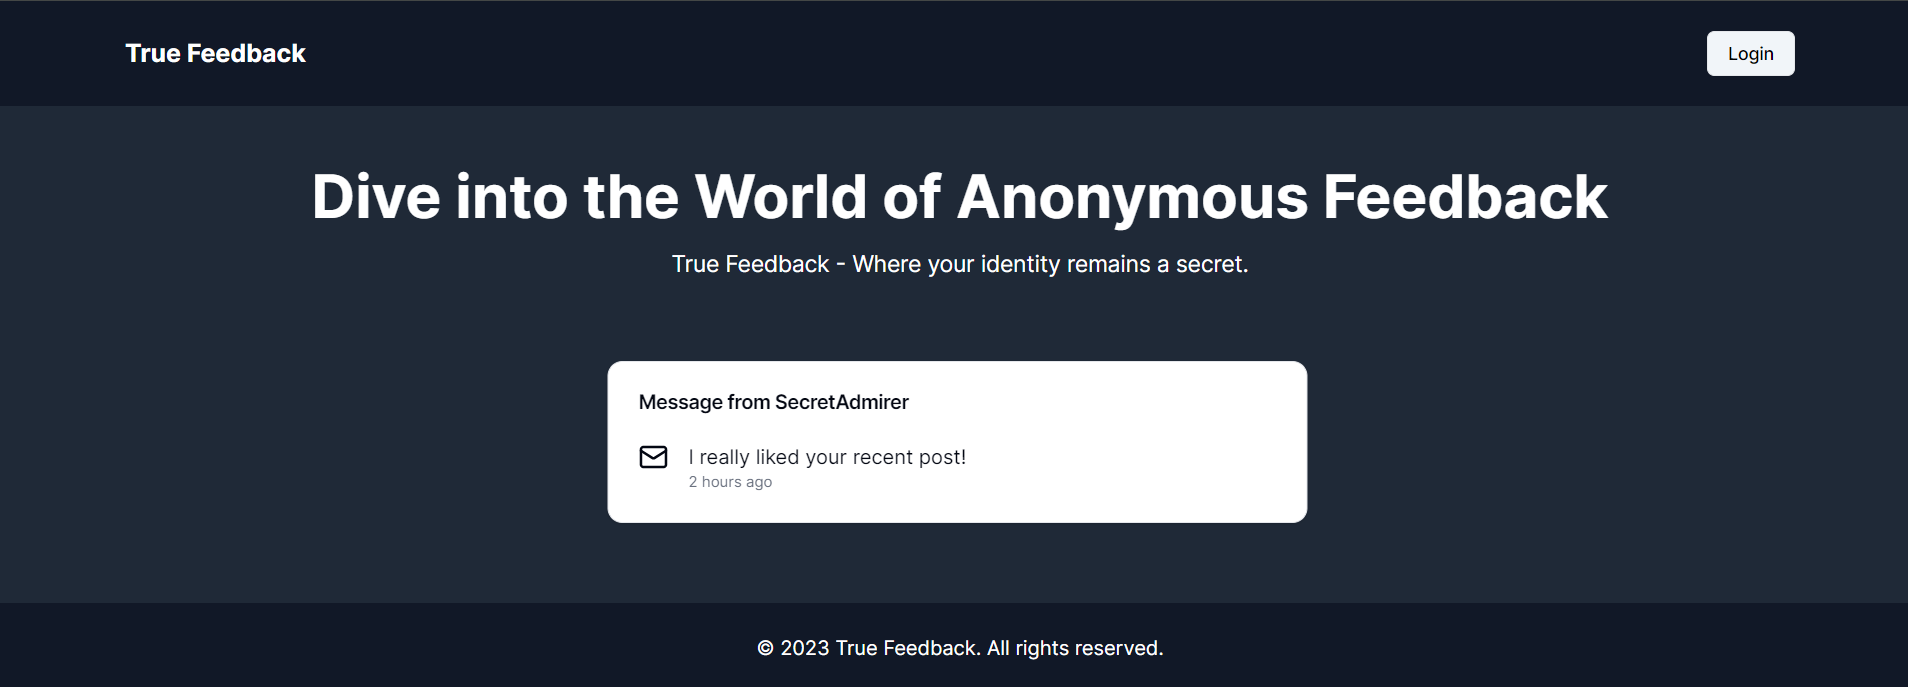 True Feedback
Login
Dive into the World of Anonymous Feedback
True Feedback - Where your identity remains a secret.
Message from SecretAdmirer
I really liked your recent post!
2 hours ago
© 2023 True Feedback. All rights reserved.